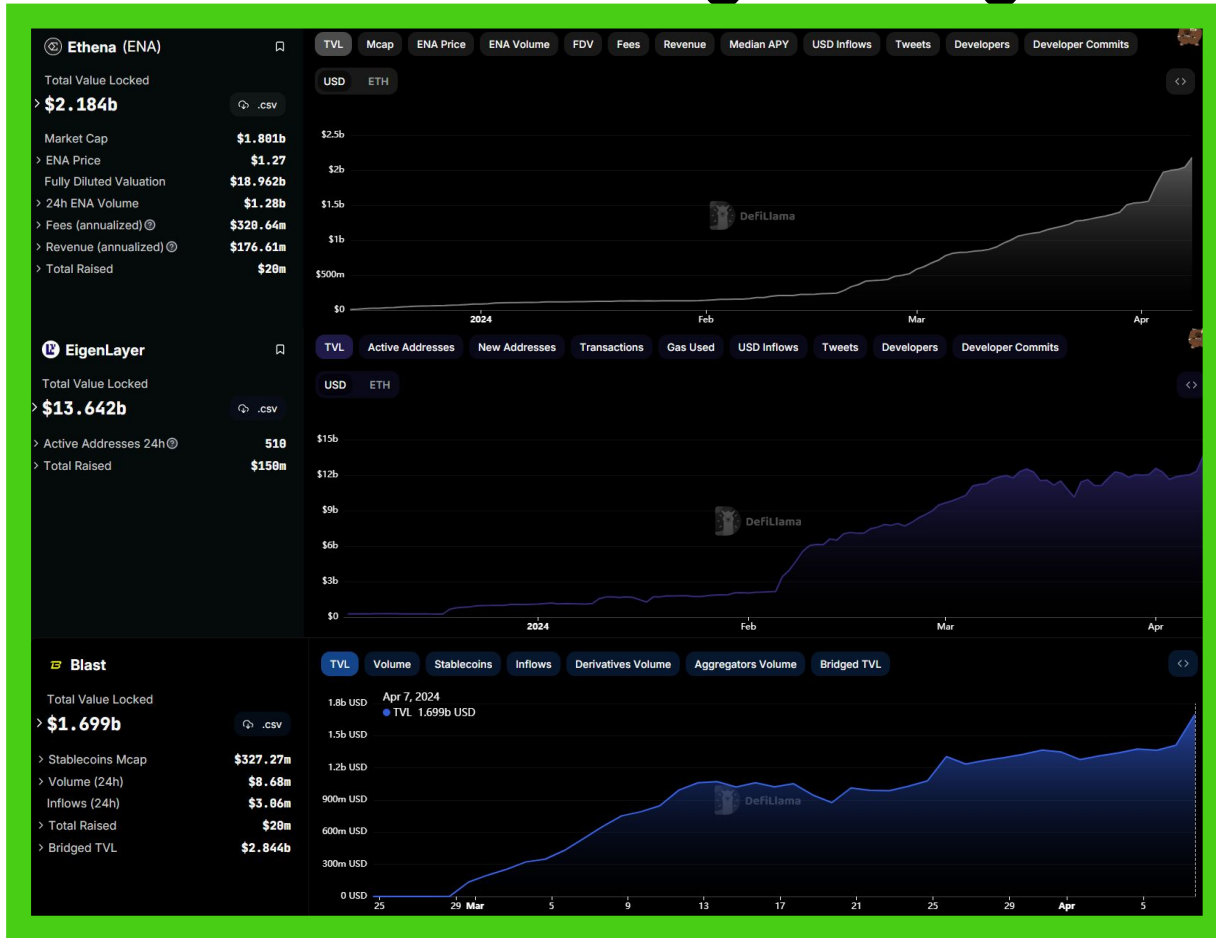 Ethena (ENA)
TVL Mcap ENA Price ENA Volume FDV Fees Revenue Median APY USD Inflows Tweets Developers Developer Commits
USD ETH
Total Value Locked
$2.184b
.csv
Market Cap $1.801b
ENA Price $1.27
Fully Diluted Valuation $18.962b
24h ENA Volume $1.28b
Fees (annualized) $320.64m
Revenue (annualized) $176.61m
Total Raised $20m
$2.5b
$2b
$1.5b
$1b
$500m
$0
DefiLlama
2024 Feb Mar Apr
EigenLayer
TVL Active Addresses New Addresses Transactions Gas Used USD Inflows Tweets Developers Developer Commits
USD ETH
Total Value Locked
$13.642b
.csv
Active Addresses 24h 510
Total Raised $150m
$15b
$12b
$9b
$6b
$3b
$0
DefiLlama
2024 Feb Mar Apr
Blast
TVL Volume Stablecoins Inflows Derivatives Volume Aggregators Volume Bridged TVL
Total Value Locked
$1.699b
.csv
Stablecoins Mcap $327.27m
Volume (24h) $8.68m
Inflows (24h) $3.06m
Total Raised $20m
Bridged TVL $2.844b
Apr 7, 2024
TVL 1.699b USD
1.8b USD
1.5b USD
1.2b USD
900m USD
600m USD
300m USD
0 USD
DefiLlama
25 29 Mar 5 9 13 17 21 25 29 Apr 5